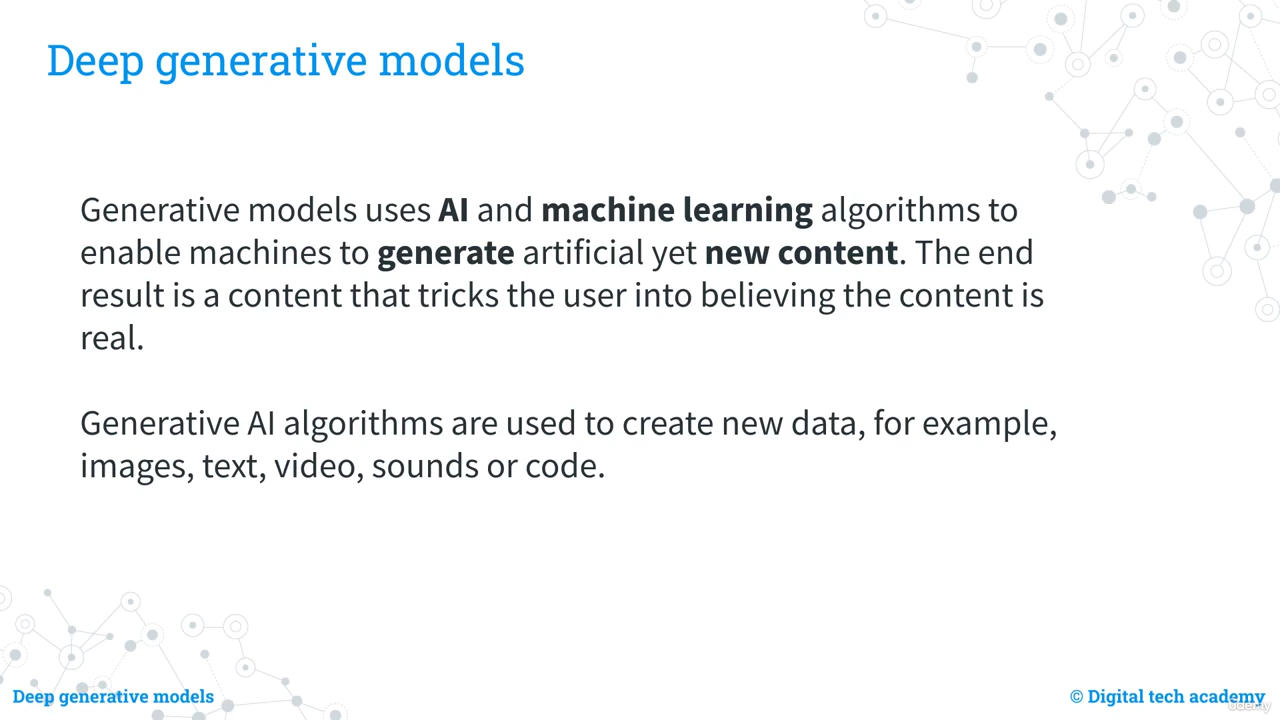 Deep generative models
Generative models uses AI and machine learning algorithms to
enable machines to generate artificial yet new content. The end
result is a content that tricks the user into believing the content is
real.
Generative AI algorithms are used to create new data, for example,
images, text, video, sounds or code.
Deep generative models
© Digital tech academy
udemy